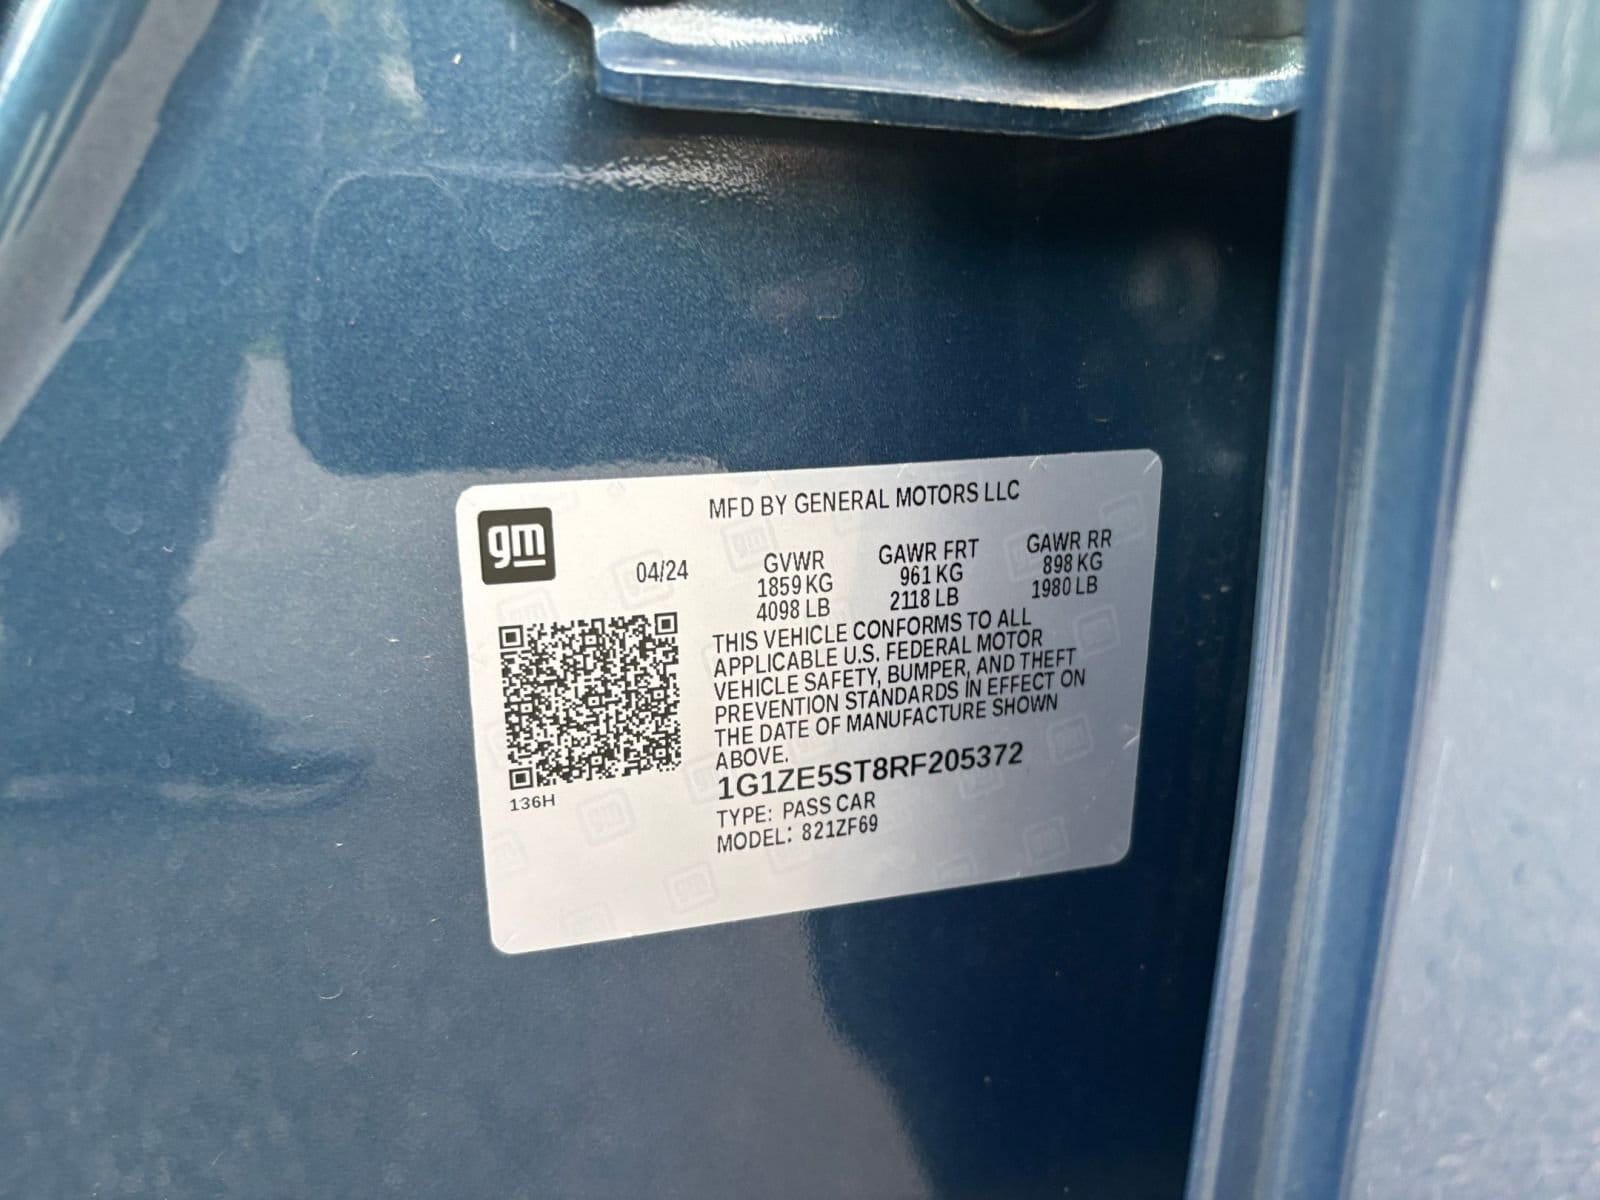 gm
MFD BY GENERAL MOTORS LLC
04/24
GVWR GAWR FRT GAWR RR
1859 KG 961 KG 898 KG
4098 LB 2118 LB 1980 LB
THIS VEHICLE CONFORMS TO ALL
APPLICABLE U.S. FEDERAL MOTOR
VEHICLE SAFETY, BUMPER, AND THEFT
PREVENTION STANDARDS IN EFFECT ON
THE DATE OF MANUFACTURE SHOWN
ABOVE.
1G1ZE5ST8RF205372
136H
TYPE: PASS CAR
MODEL: 821ZF69